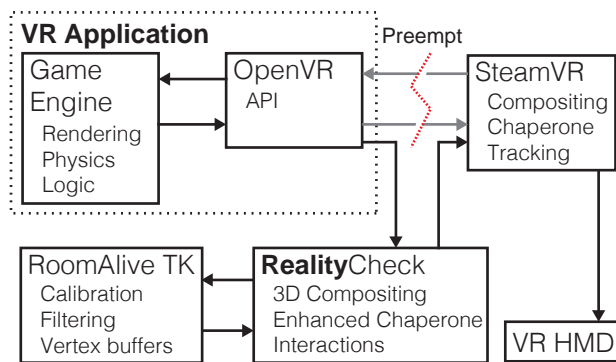 VR Application
Preempt
Game
Engine
Rendering
Physics
Logic
OpenVR
API
SteamVR
Compositing
Chaperone
Tracking
RoomAlive TK
Calibration
Filtering
Vertex buffers
RealityCheck
3D Compositing
Enhanced Chaperone
Interactions
VR HMD